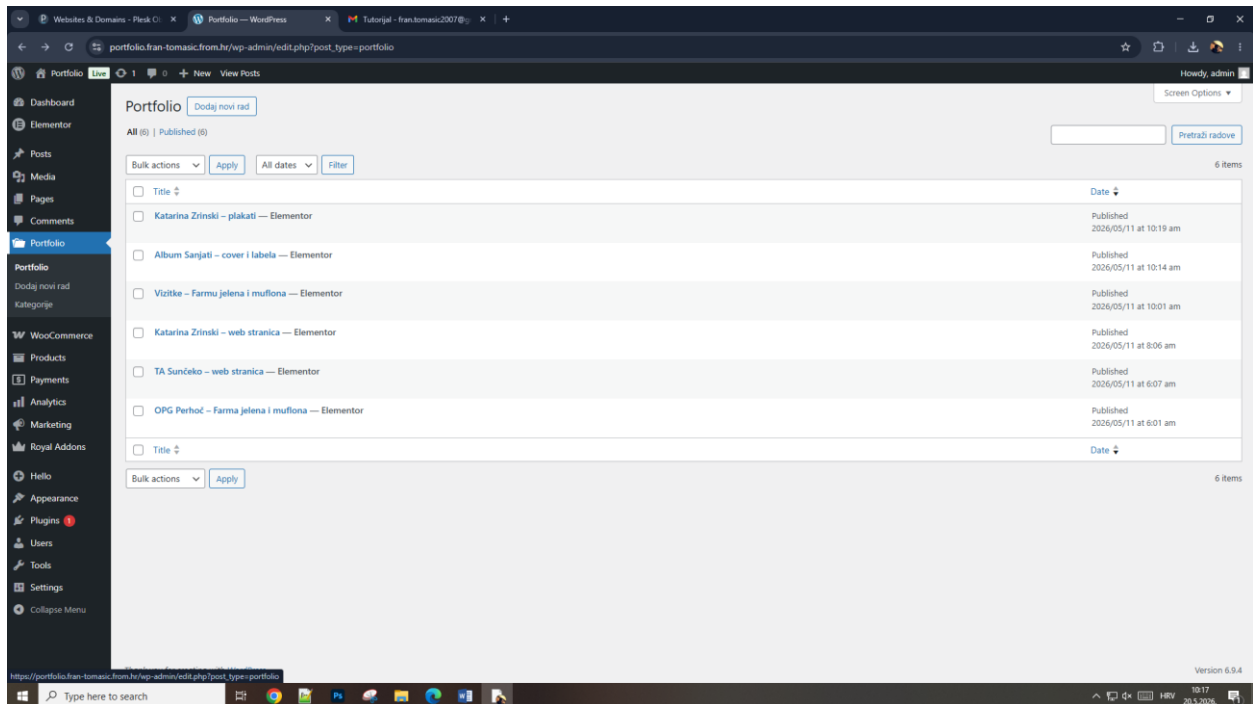 Websites & Domains - Plesk O
Portfolio — WordPress
Tutorijal - fran.tomasic2007@
portfolio.fran-tomasic.from.hr/wp-admin/edit.php?post_type=portfolio
Portfolio Live 1 0 + New View Posts
Howdy, admin
Dashboard
Elementor
Posts
Media
Pages
Comments
Portfolio
Portfolio
Dodaj novi rad
Kategorije
WooCommerce
Products
Payments
Analytics
Marketing
Royal Addons
Hello
Appearance
Plugins 1
Users
Tools
Settings
Collapse Menu
Screen Options
Portfolio Dodaj novi rad
All (6) | Published (6)
Pretraži radove
Bulk actions Apply All dates Filter
6 items
Title Date
Katarina Zrinski – plakati — Elementor
Published
2026/05/11 at 10:19 am
Album Sanjati – cover i labela — Elementor
Published
2026/05/11 at 10:14 am
Vizitke – Farmu jelena i muflona — Elementor
Published
2026/05/11 at 10:01 am
Katarina Zrinski – web stranica — Elementor
Published
2026/05/11 at 8:06 am
TA Sunčeko – web stranica — Elementor
Published
2026/05/11 at 6:07 am
OPG Perhoč – Farma jelena i muflona — Elementor
Published
2026/05/11 at 6:01 am
Title Date
Bulk actions Apply
6 items
Version 6.9.4
https://portfolio.fran-tomasic.from.hr/wp-admin/edit.php?post_type=portfolio
Type here to search
HRV
10:17
20.5.2026.